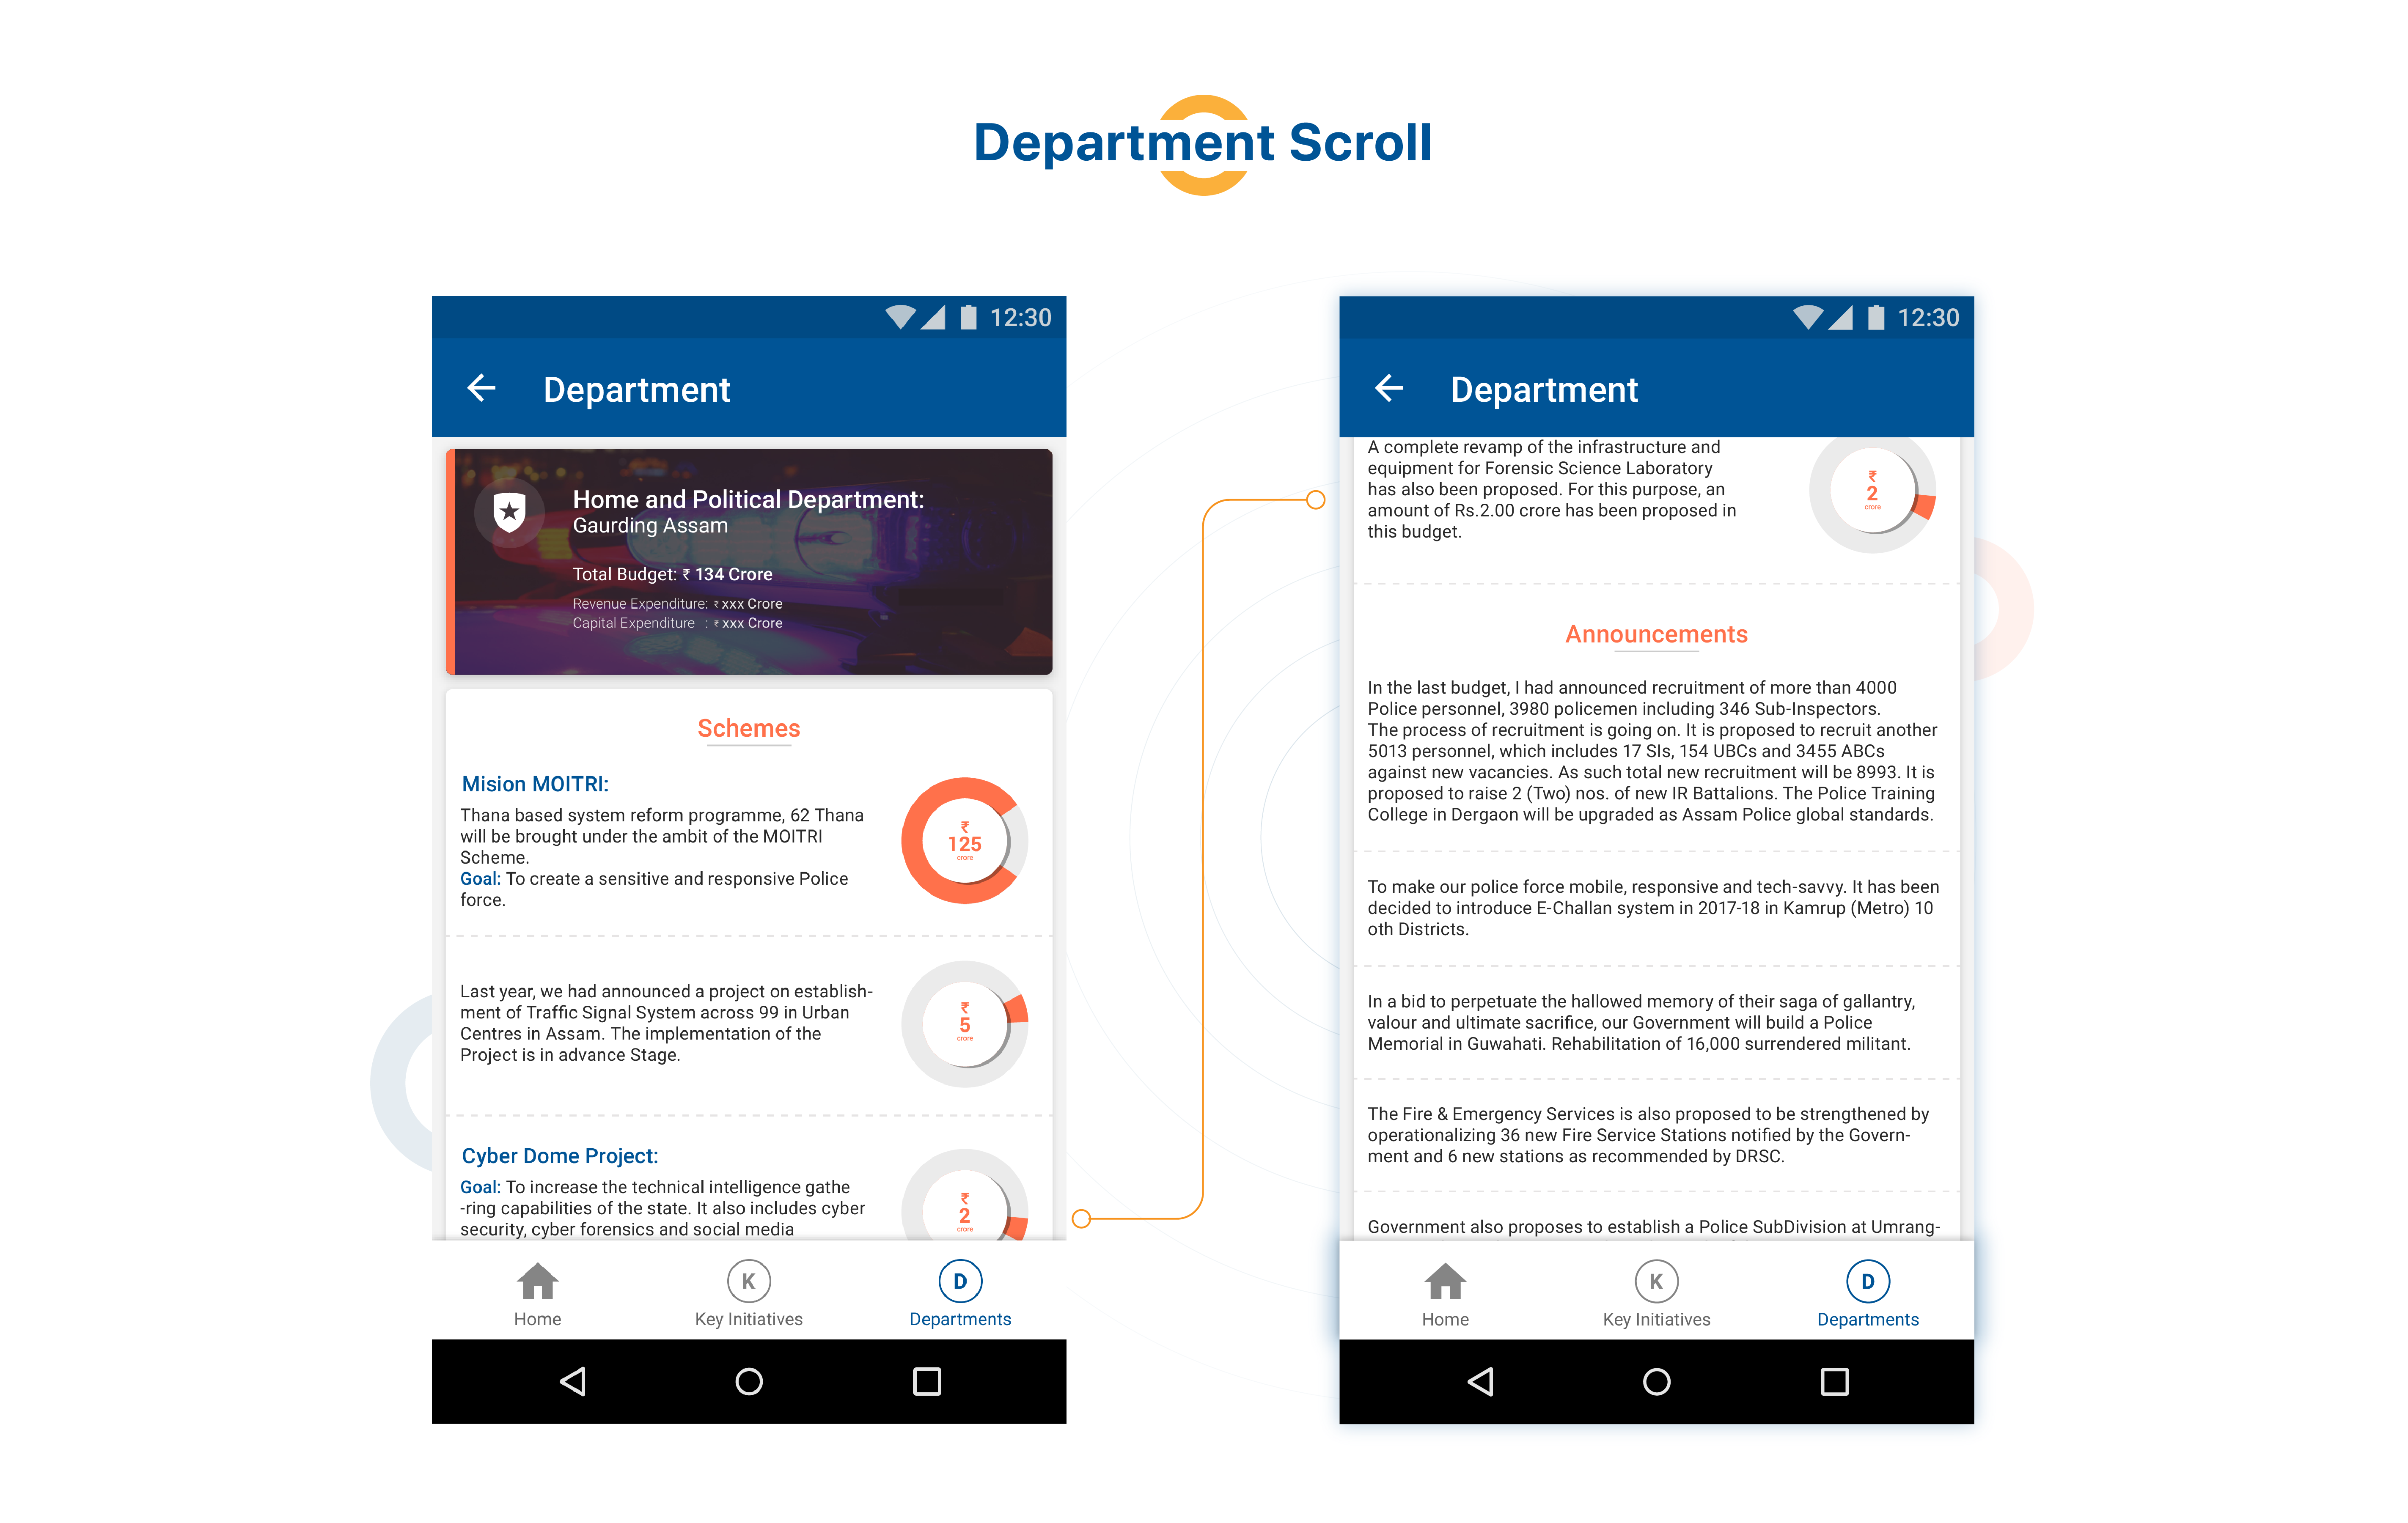 Department Scroll
12:30
Department
Home and Political Department:
Gaurding Assam
Total Budget: ₹ 134 Crore
Revenue Expenditure: ₹ xxx Crore
Capital Expenditure : ₹ xxx Crore
Schemes
Mision MOITRI:
Thana based system reform programme, 62 Thana
will be brought under the ambit of the MOITRI
Scheme.
Goal: To create a sensitive and responsive Police
force.
₹
125
crore
Last year, we had announced a project on establish-
ment of Traffic Signal System across 99 in Urban
Centres in Assam. The implementation of the
Project is in advance Stage.
₹
5
crore
Cyber Dome Project:
Goal: To increase the technical intelligence gathe
-ring capabilities of the state. It also includes cyber
security, cyber forensics and social media
₹
2
crore
Home
K
Key Initiatives
D
Departments
12:30
Department
A complete revamp of the infrastructure and
equipment for Forensic Science Laboratory
has also been proposed. For this purpose, an
amount of Rs.2.00 crore has been proposed in
this budget.
₹
2
crore
Announcements
In the last budget, I had announced recruitment of more than 4000
Police personnel, 3980 policemen including 346 Sub-Inspectors.
The process of recruitment is going on. It is proposed to recruit another
5013 personnel, which includes 17 SIs, 154 UBCs and 3455 ABCs
against new vacancies. As such total new recruitment will be 8993. It is
proposed to raise 2 (Two) nos. of new IR Battalions. The Police Training
College in Dergaon will be upgraded as Assam Police global standards.
To make our police force mobile, responsive and tech-savvy. It has been
decided to introduce E-Challan system in 2017-18 in Kamrup (Metro) 10
oth Districts.
In a bid to perpetuate the hallowed memory of their saga of gallantry,
valour and ultimate sacrifice, our Government will build a Police
Memorial in Guwahati. Rehabilitation of 16,000 surrendered militant.
The Fire & Emergency Services is also proposed to be strengthened by
operationalizing 36 new Fire Service Stations notified by the Govern-
ment and 6 new stations as recommended by DRSC.
Government also proposes to establish a Police SubDivision at Umrang-
Home
K
Key Initiatives
D
Departments